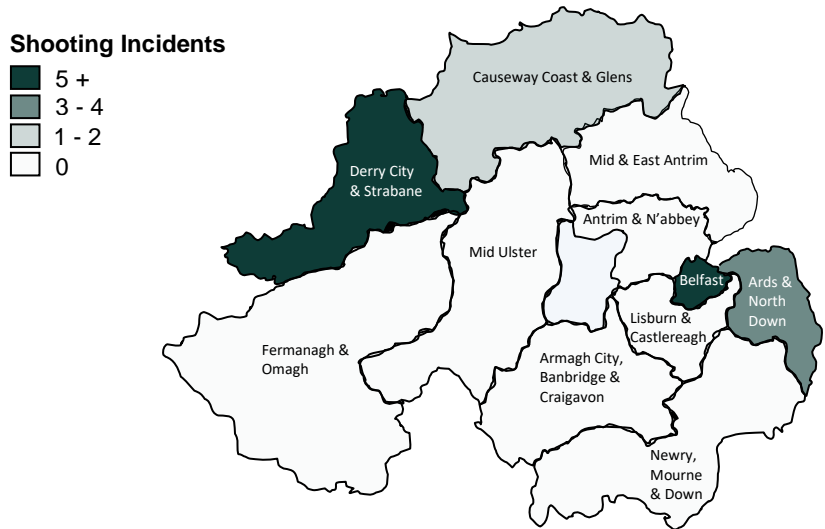 Shooting Incidents
5 +
3 - 4
1 - 2
0
Causeway Coast & Glens
Mid & East Antrim
Derry City
& Strabane
Antrim & N'abbey
Mid Ulster
Belfast
Ards &
North
Down
Lisburn &
Castlereagh
Fermanagh &
Omagh
Armagh City,
Banbridge &
Craigavon
Newry,
Mourne
& Down